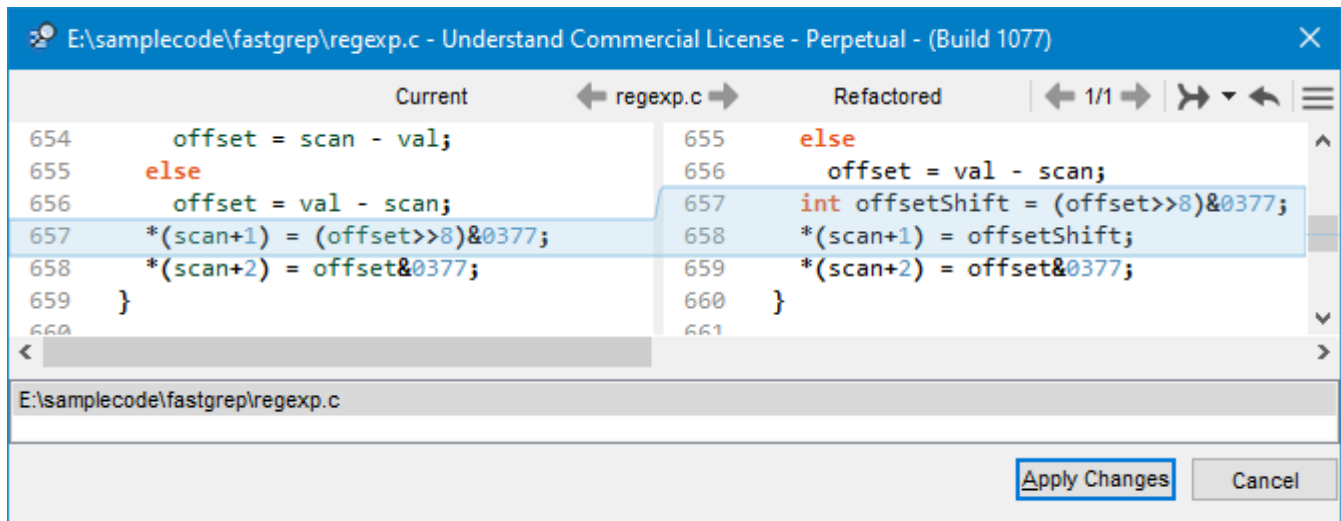 E:\samplecode\fastgrep\regexp.c - Understand Commercial License - Perpetual - (Build 1077)
Current regexp.c Refactored 1/1
654 offset = scan - val;
655 else
656 offset = val - scan;
657 *(scan+1) = (offset>>8)&0377;
658 *(scan+2) = offset&0377;
659 }
660
655 else
656 offset = val - scan;
657 int offsetShift = (offset>>8)&0377;
658 *(scan+1) = offsetShift;
659 *(scan+2) = offset&0377;
660 }
661
E:\samplecode\fastgrep\regexp.c
Apply Changes Cancel